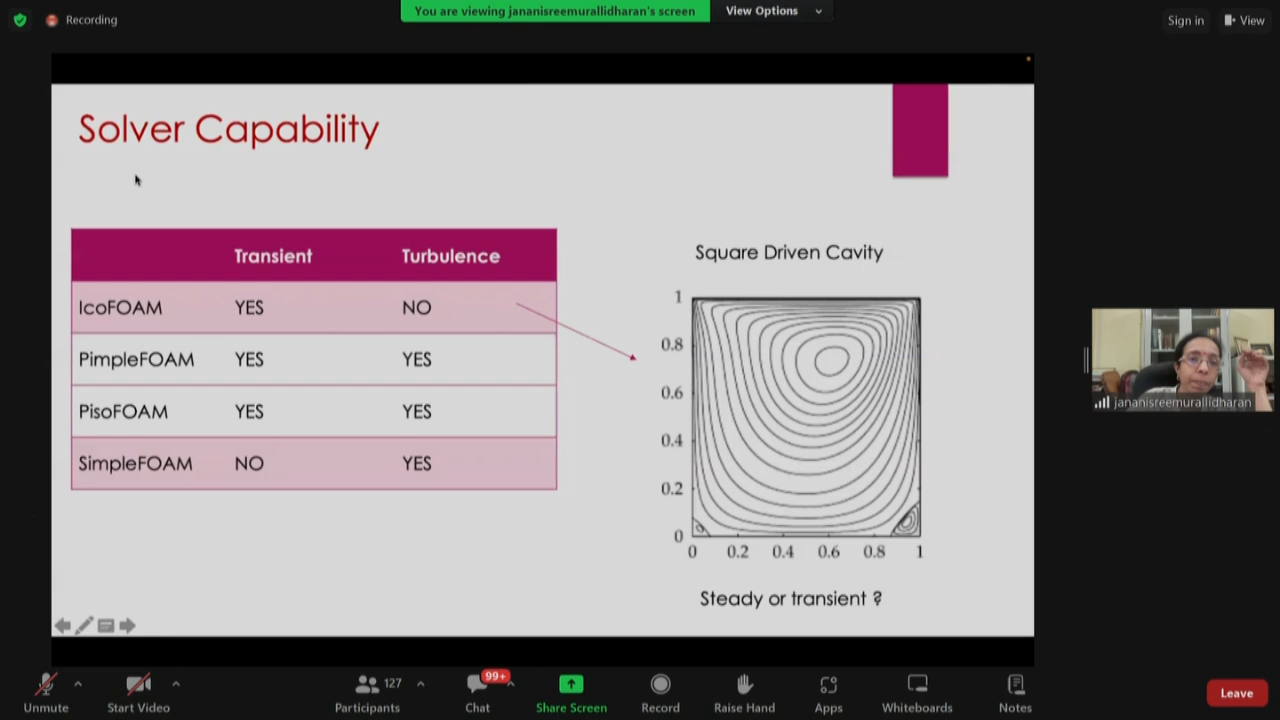 Recording
You are viewing jananisreemurallidharan's screen
View Options
Sign in
View
Solver Capability
Transient Turbulence
IcoFOAM YES NO
PimpleFOAM YES YES
PisoFOAM YES YES
SimpleFOAM NO YES
Square Driven Cavity
1
0.8
0.6
0.4
0.2
0
0 0.2 0.4 0.6 0.8 1
Steady or transient ?
jananisreemurallidharan
127
99+
Unmute
Start Video
Participants
Chat
Share Screen
Record
Raise Hand
Apps
Whiteboards
Notes
Leave